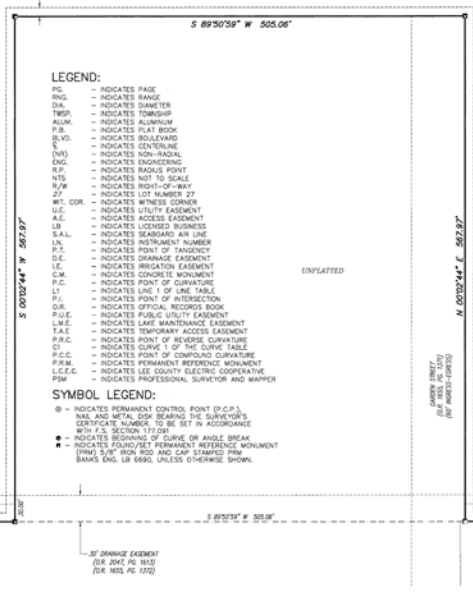 S 89°50'59" W 505.06'
LEGEND:
PG. – INDICATES PAGE
RNG. – INDICATES RANGE
DIA. – INDICATES DIAMETER
TWSP. – INDICATES TOWNSHIP
ALUM. – INDICATES ALUMINUM
P.B. – INDICATES PLAT BOOK
BLVD. – INDICATES BOULEVARD
℄ – INDICATES CENTERLINE
(NR) – INDICATES NON-RADIAL
ENG. – INDICATES ENGINEERING
R.P. – INDICATES RADIUS POINT
NTS – INDICATES NOT TO SCALE
R/W – INDICATES RIGHT-OF-WAY
27 – INDICATES LOT NUMBER 27
WIT. COR. – INDICATES WITNESS CORNER
U.E. – INDICATES UTILITY EASEMENT
A.E. – INDICATES ACCESS EASEMENT
LB – INDICATES LICENSED BUSINESS
S.A.L. – INDICATES SEABOARD AIR LINE
I.N. – INDICATES INSTRUMENT NUMBER
P.T. – INDICATES POINT OF TANGENCY
D.E. – INDICATES DRAINAGE EASEMENT
I.E. – INDICATES IRRIGATION EASEMENT
C.M. – INDICATES CONCRETE MONUMENT
P.C. – INDICATES POINT OF CURVATURE
L1 – INDICATES LINE 1 OF LINE TABLE
P.I. – INDICATES POINT OF INTERSECTION
O.R. – INDICATES OFFICIAL RECORDS BOOK
P.U.E. – INDICATES PUBLIC UTILITY EASEMENT
L.M.E. – INDICATES LAKE MAINTENANCE EASEMENT
T.A.E – INDICATES TEMPORARY ACCESS EASEMENT
P.R.C. – INDICATES POINT OF REVERSE CURVATURE
C1 – INDICATES CURVE 1 OF THE CURVE TABLE
P.C.C. – INDICATES POINT OF COMPOUND CURVATURE
P.R.M. – INDICATES PERMANENT REFERENCE MONUMENT
L.C.E.C. – INDICATES LEE COUNTY ELECTRIC COOPERATIVE
PSM – INDICATES PROFESSIONAL SURVEYOR AND MAPPER
SYMBOL LEGEND:
– INDICATES PERMANENT CONTROL POINT (P.C.P.),
NAIL AND METAL DISK BEARING THE SURVEYOR'S
CERTIFICATE NUMBER, TO BE SET IN ACCORDANCE
WITH F.S. SECTION 177.091
– INDICATES BEGINNING OF CURVE OR ANGLE BREAK
– INDICATES FOUND/SET PERMANENT REFERENCE MONUMENT
(PRM) 5/8" IRON ROD AND CAP STAMPED PRM
BANKS ENG. LB 6690, UNLESS OTHERWISE SHOWN.
S 00°02'44" W 567.97'
UNPLATTED
GARDEN STREET
(O.R. 1655, PG. 1371)
(60' INGRESS-EGRESS)
N 00°02'44" E 567.97'
30.00'
S 89°50'59" W 505.06'
30' DRAINAGE EASEMENT
(O.R. 2047, PG. 1613)
(O.R. 1655, PG. 1372)